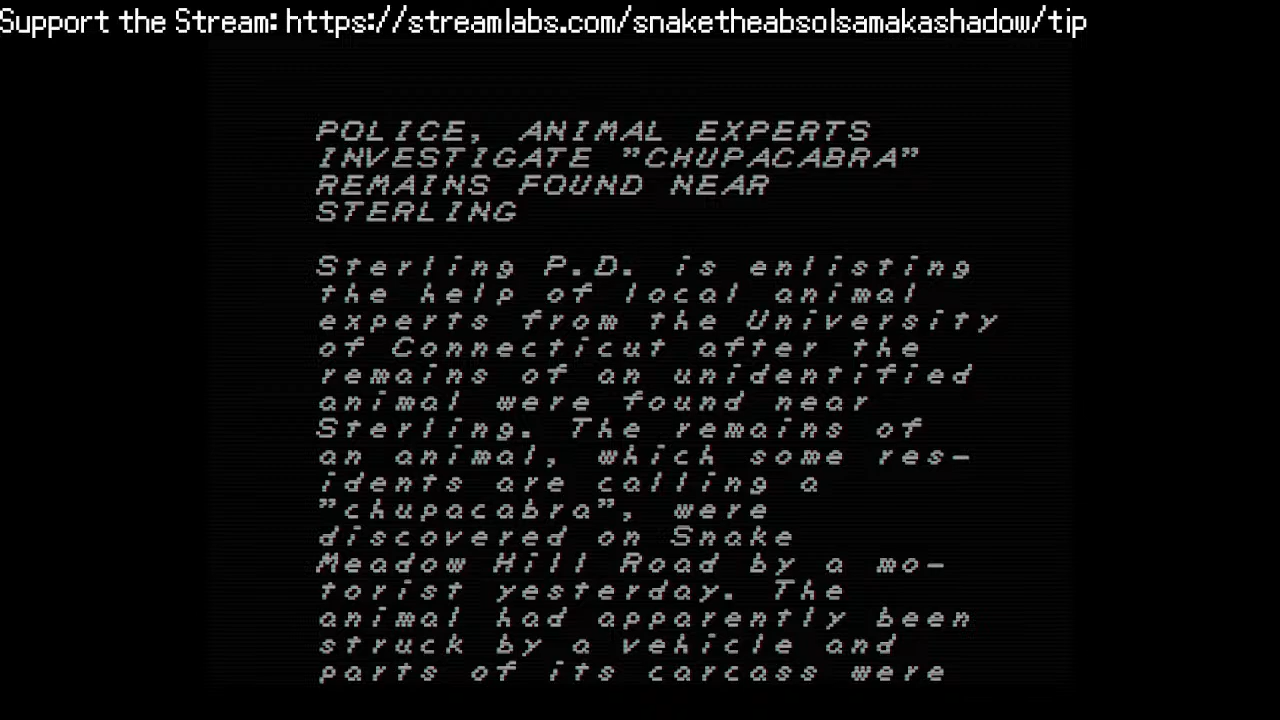 Support the Stream: https://streamlabs.com/snaketheabsolsamakashadow/tip
POLICE, ANIMAL EXPERTS
INVESTIGATE "CHUPACABRA"
REMAINS FOUND NEAR
STERLING
Sterling P.D. is enlisting
the help of local animal
experts from the University
of Connecticut after the
remains of an unidentified
animal were found near
Sterling. The remains of
an animal, which some res-
idents are calling a
"chupacabra", were
discovered on Snake
Meadow Hill Road by a mo-
torist yesterday. The
animal had apparently been
struck by a vehicle and
parts of its carcass were